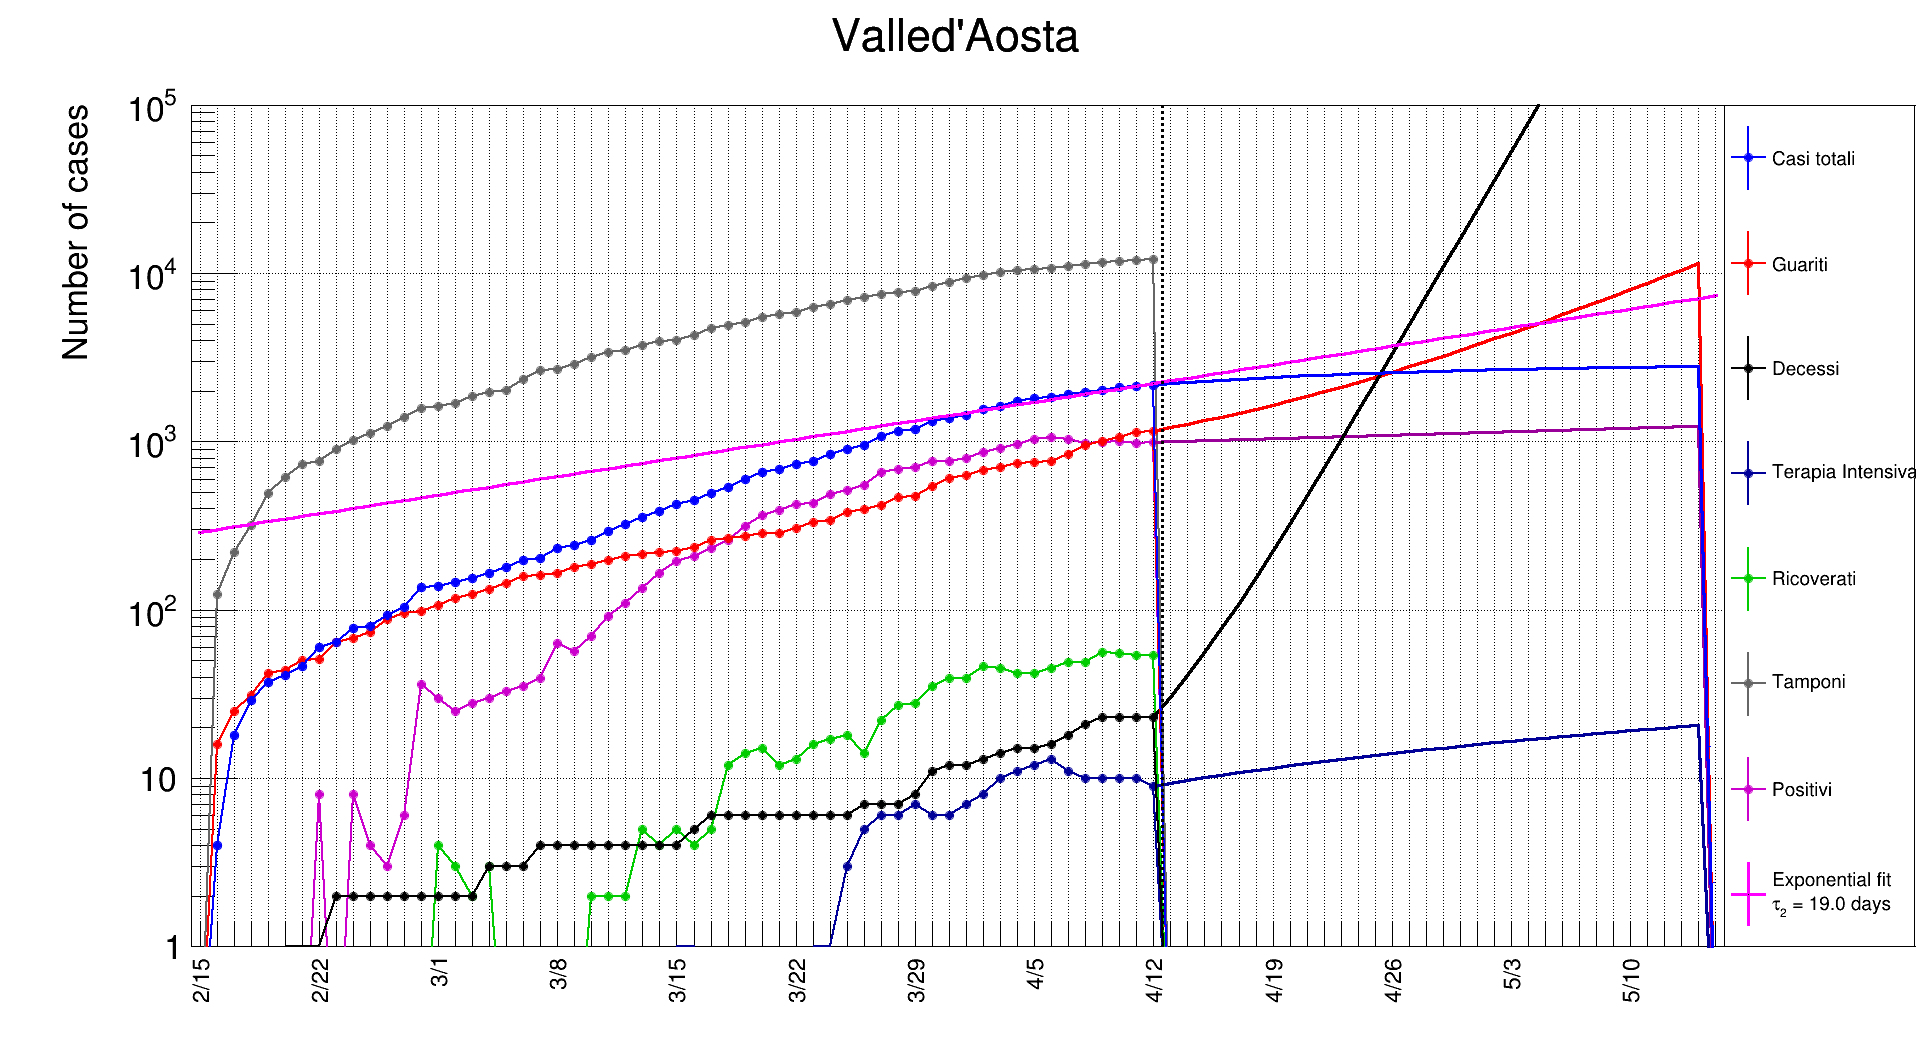 Valled'Aosta
Number of cases
10^5
10^4
10^3
10^2
10
1
2/15
2/22
3/1
3/8
3/15
3/22
3/29
4/5
4/12
4/19
4/26
5/3
5/10
Casi totali
Guariti
Decessi
Terapia Intensiva
Ricoverati
Tamponi
Positivi
Exponential fit
τ_2 = 19.0 days